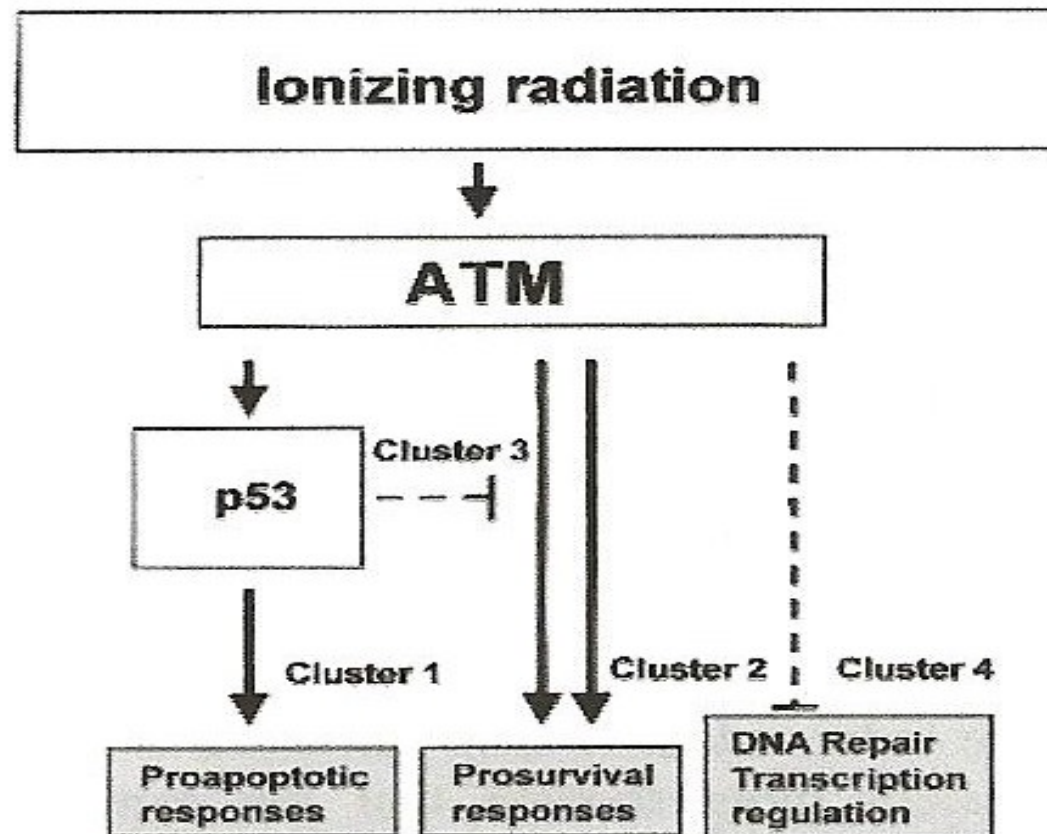 Ionizing radiation
ATM
Cluster 3
p53
Cluster 1
Cluster 2
Cluster 4
Proapoptotic
responses
Prosurvival
responses
DNA Repair
Transcription
regulation